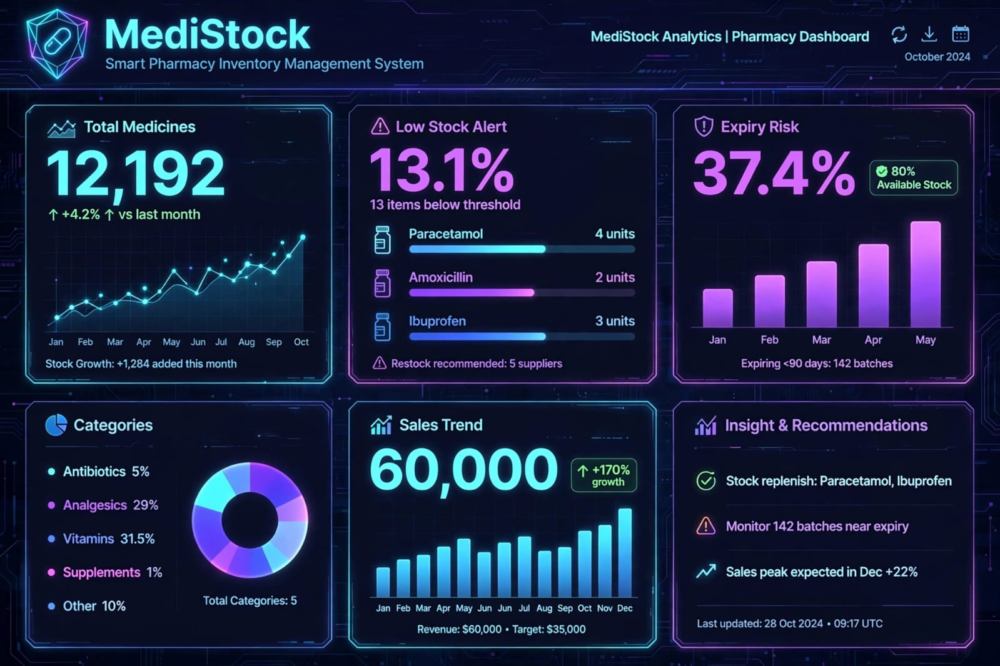 MediStock
Smart Pharmacy Inventory Management System
MediStock Analytics | Pharmacy Dashboard
October 2024
Total Medicines
12,192
↑ +4.2% ↑ vs last month
Jan Feb Mar Apr May Jun Jul Aug Sep Oct
Stock Growth: +1,284 added this month
Low Stock Alert
13.1%
13 items below threshold
Paracetamol 4 units
Amoxicillin 2 units
Ibuprofen 3 units
Restock recommended: 5 suppliers
Expiry Risk
37.4%
80%
Available Stock
Jan Feb Mar Apr May
Expiring <90 days: 142 batches
Categories
Antibiotics 5%
Analgesics 29%
Vitamins 31.5%
Supplements 1%
Other 10%
Total Categories: 5
Sales Trend
60,000
↑ +170%
growth
Jan Feb Mar Apr May Jun Jun Jul Aug Sep Oct Nov Dec
Revenue: $60,000 • Target: $35,000
Insight & Recommendations
Stock replenish: Paracetamol, Ibuprofen
Monitor 142 batches near expiry
Sales peak expected in Dec +22%
Last updated: 28 Oct 2024 • 09:17 UTC